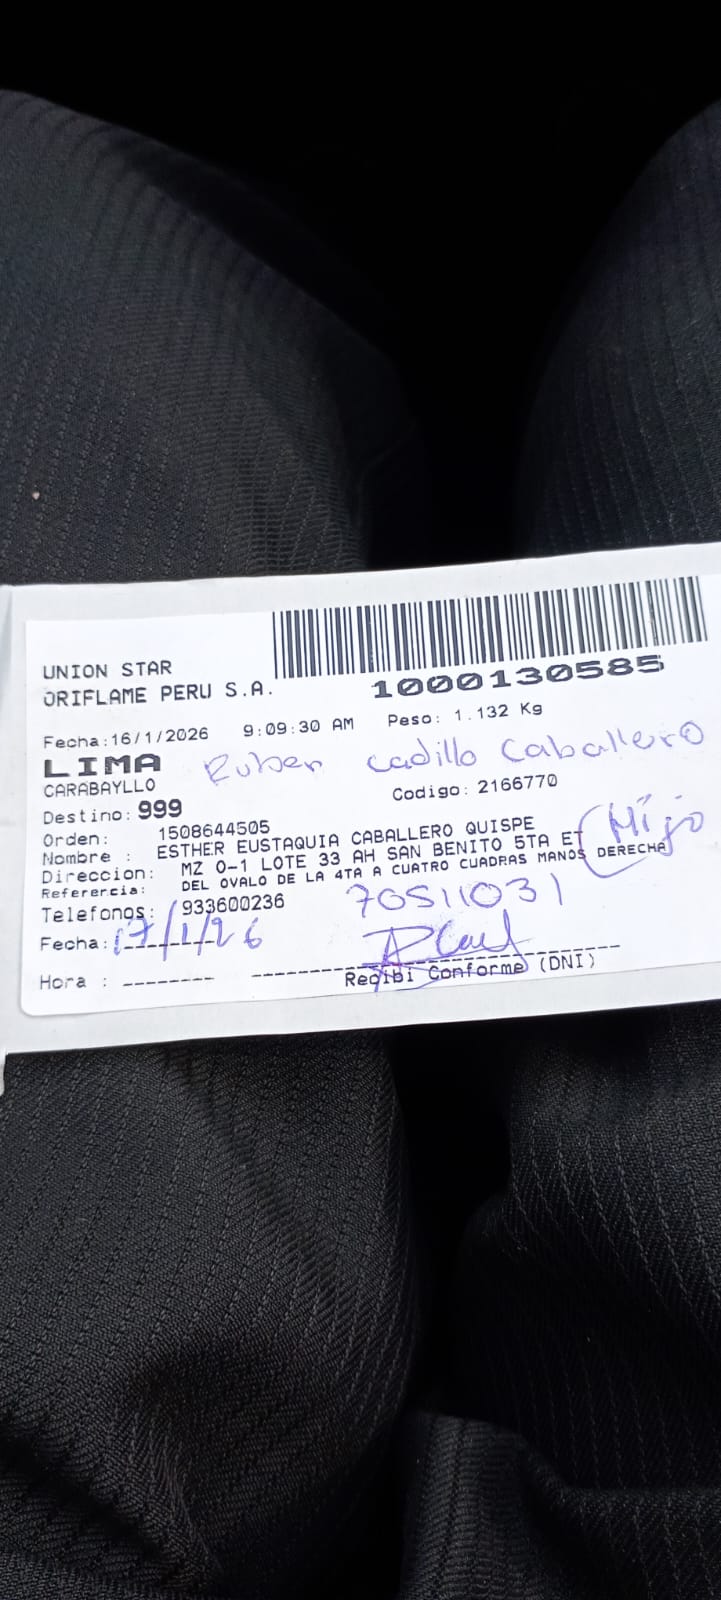 UNION STAR
ORIFLAME PERU S.A.
1000130585
Fecha:16/1/2026 9:09:30 AM Peso: 1.132 Kg
LIMA Ruben Cadillo Caballero
CARABAYLLO Codigo: 2166770
Destino: 999
Orden: 1508644505
Nombre : ESTHER EUSTAQUIA CABALLERO QUISPE
Direccion: MZ O-1 LOTE 33 AH SAN BENITO 5TA ET
Referercia: DEL OVALO DE LA 4TA A CUATRO CUADRAS MANOS DERECHA
Hijo
Telefonos: 933600236 70511031
Fecha: 17/1/26
Hora :
Recibi Conforme (DNI)